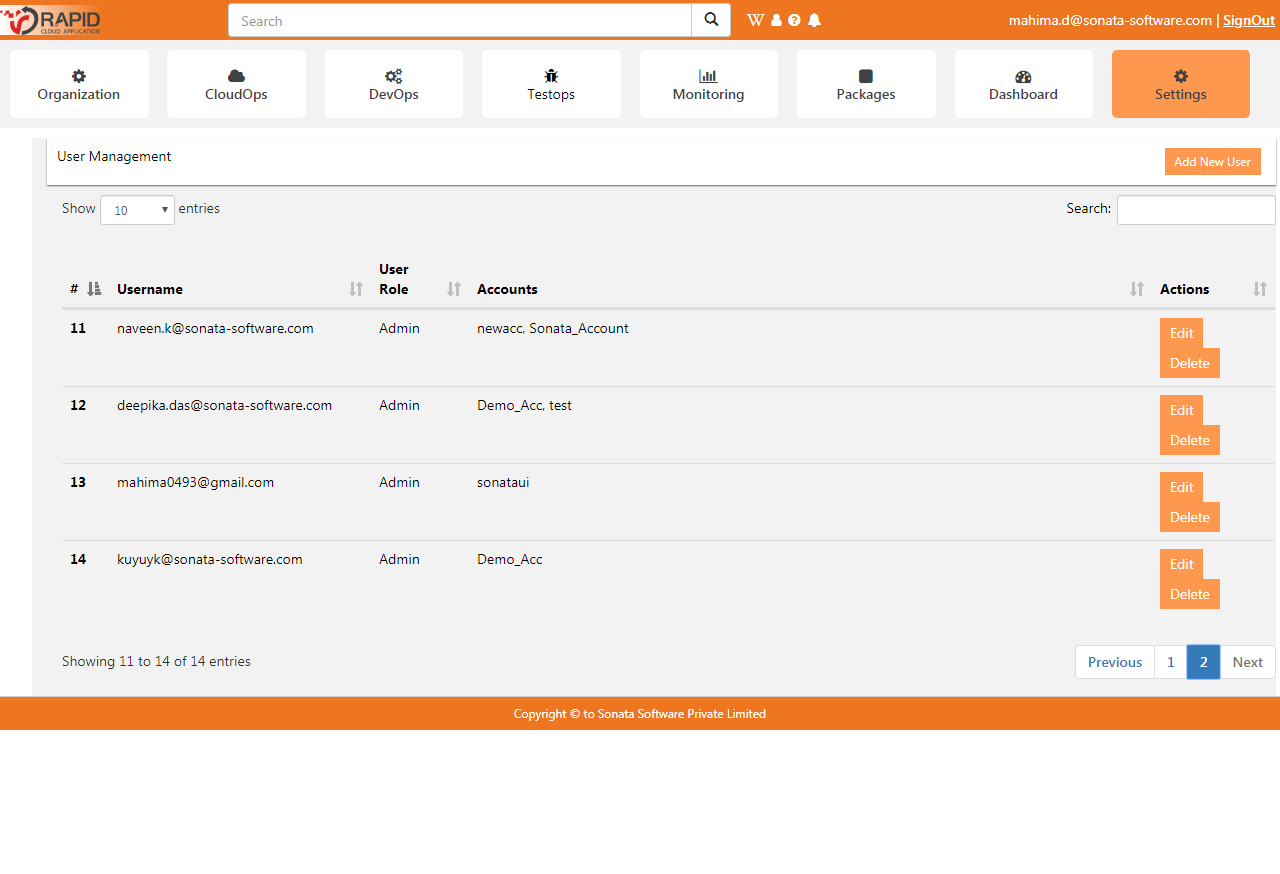 RAPID
CLOUD APPLICATION
Search
mahima.d@sonata-software.com | SignOut
Organization
CloudOps
DevOps
Testops
Monitoring
Packages
Dashboard
Settings
User Management
Add New User
Show 10 entries
Search:
# Username User Role Accounts Actions
11 naveen.k@sonata-software.com Admin newacc, Sonata_Account Edit
Delete
12 deepika.das@sonata-software.com Admin Demo_Acc, test Edit
Delete
13 mahima0493@gmail.com Admin sonataui Edit
Delete
14 kuyuyk@sonata-software.com Admin Demo_Acc Edit
Delete
Showing 11 to 14 of 14 entries
Previous 1 2 Next
Copyright © to Sonata Software Private Limited